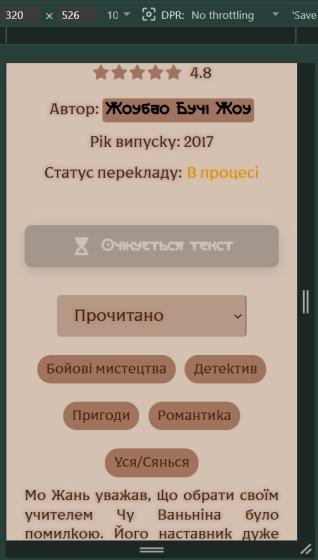 320 × 526 10 DPR: No throttling 'Save
4.8
Автор: Жоубао Бучі Жоу
Рік випуску: 2017
Статус перекладу: В процесі
Очікується текст
Прочитано
Бойові мистецтва Детектив
Пригоди Романтика
Уся/Сянься
Мо Жань уважав, що обрати своїм
учителем Чу Ваньніна було
помилкою. Його наставник дуже